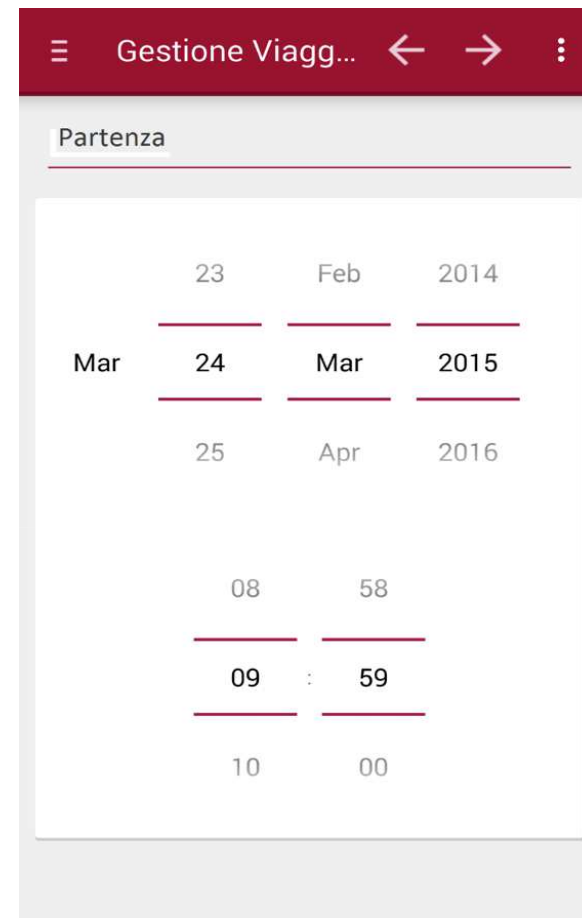 Gestione Viagg...
Partenza
23 Feb 2014
Mar 24 Mar 2015
25 Apr 2016
08 58
09 : 59
10 00